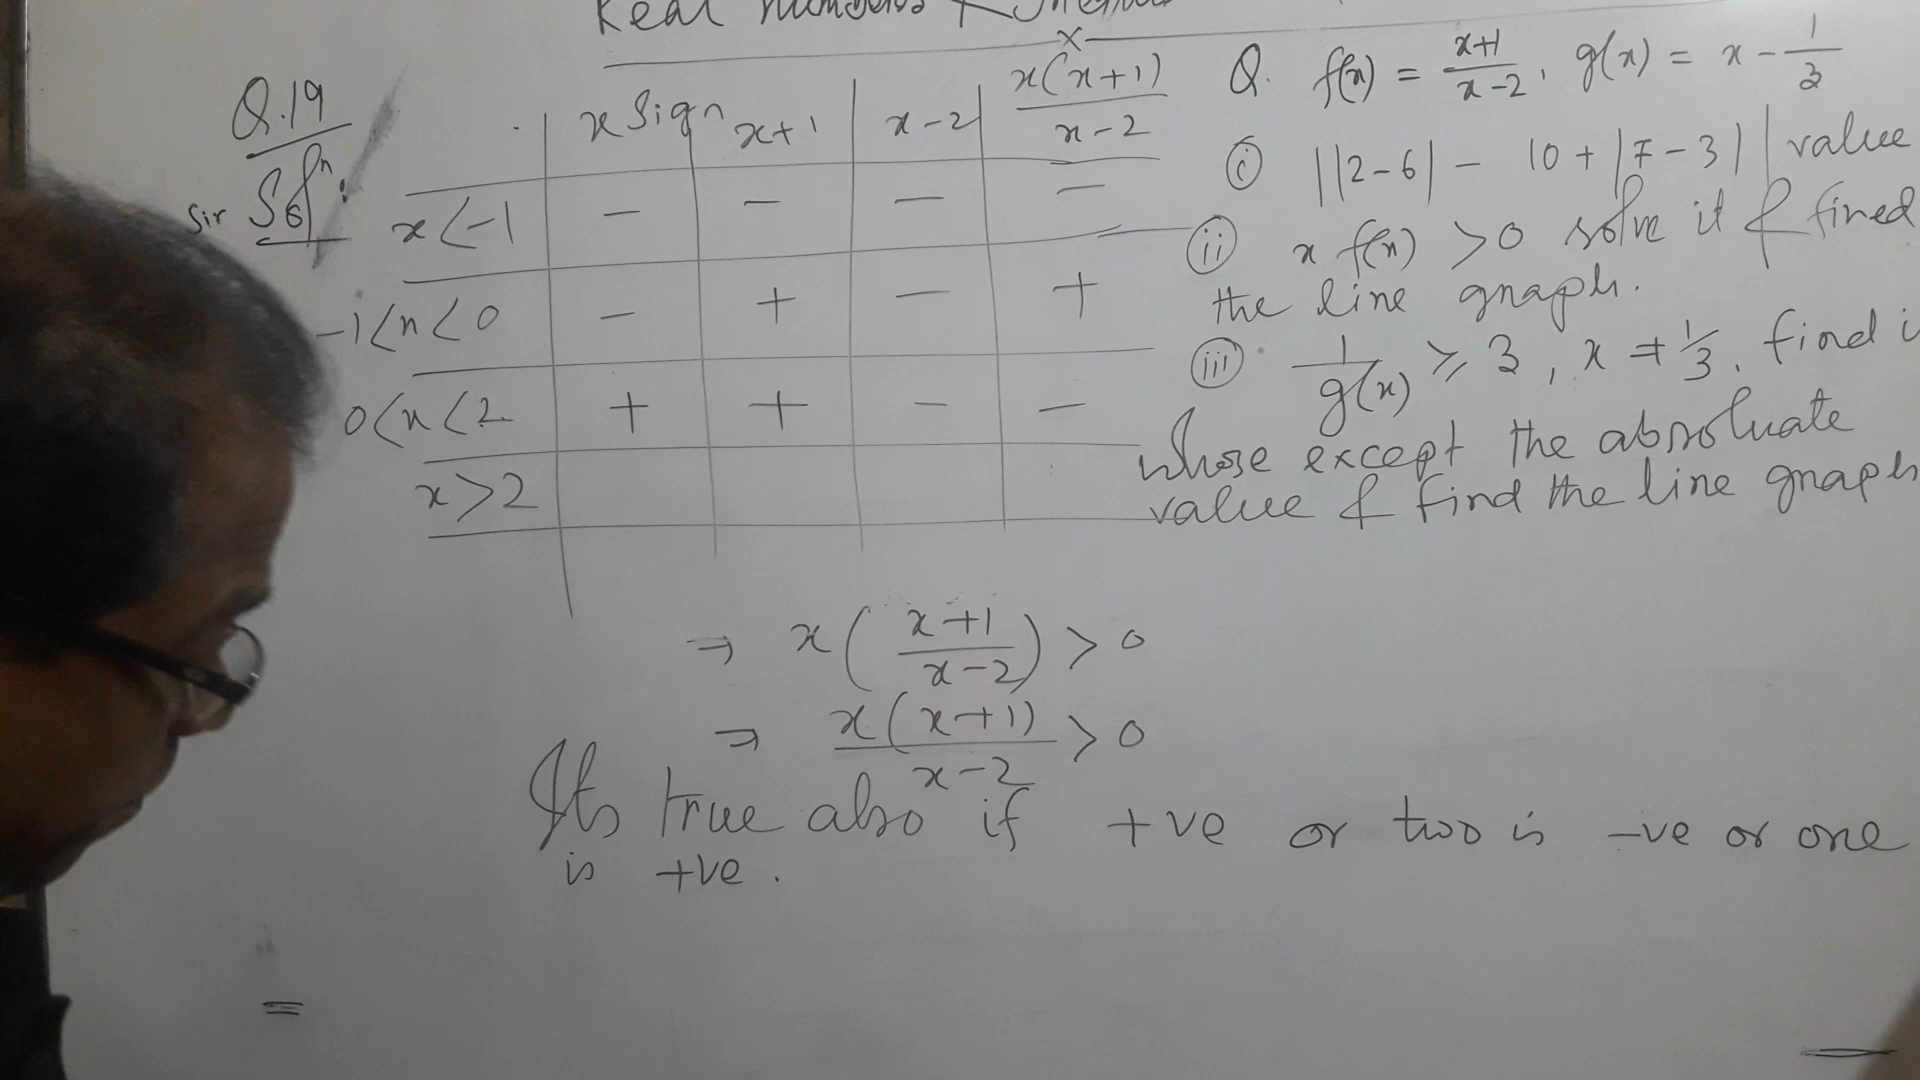 Real numbers &
Q.19
Sir Solⁿ:
x sign x+1 x-2 x(x+1)/x-2
x<-1 - - - -
-1<x<0 - + - +
0<x<2 + + - -
x>2
Q. f(x) = x+1/x-2, g(x) = x - 1/3
(i) ||2-6| - 10 + |7-3|| value
(ii) x f(x) > 0 solve it & fined
the line graph.
(iii) 1/g(x) ≥ 3, x ≠ 1/3. find i
whose except the absoluate
value & find the line graph
⇒ x(x+1/x-2) > 0
⇒ x(x+1)/x-2 > 0
Its true also if +ve or two is -ve or one
is +ve.
=